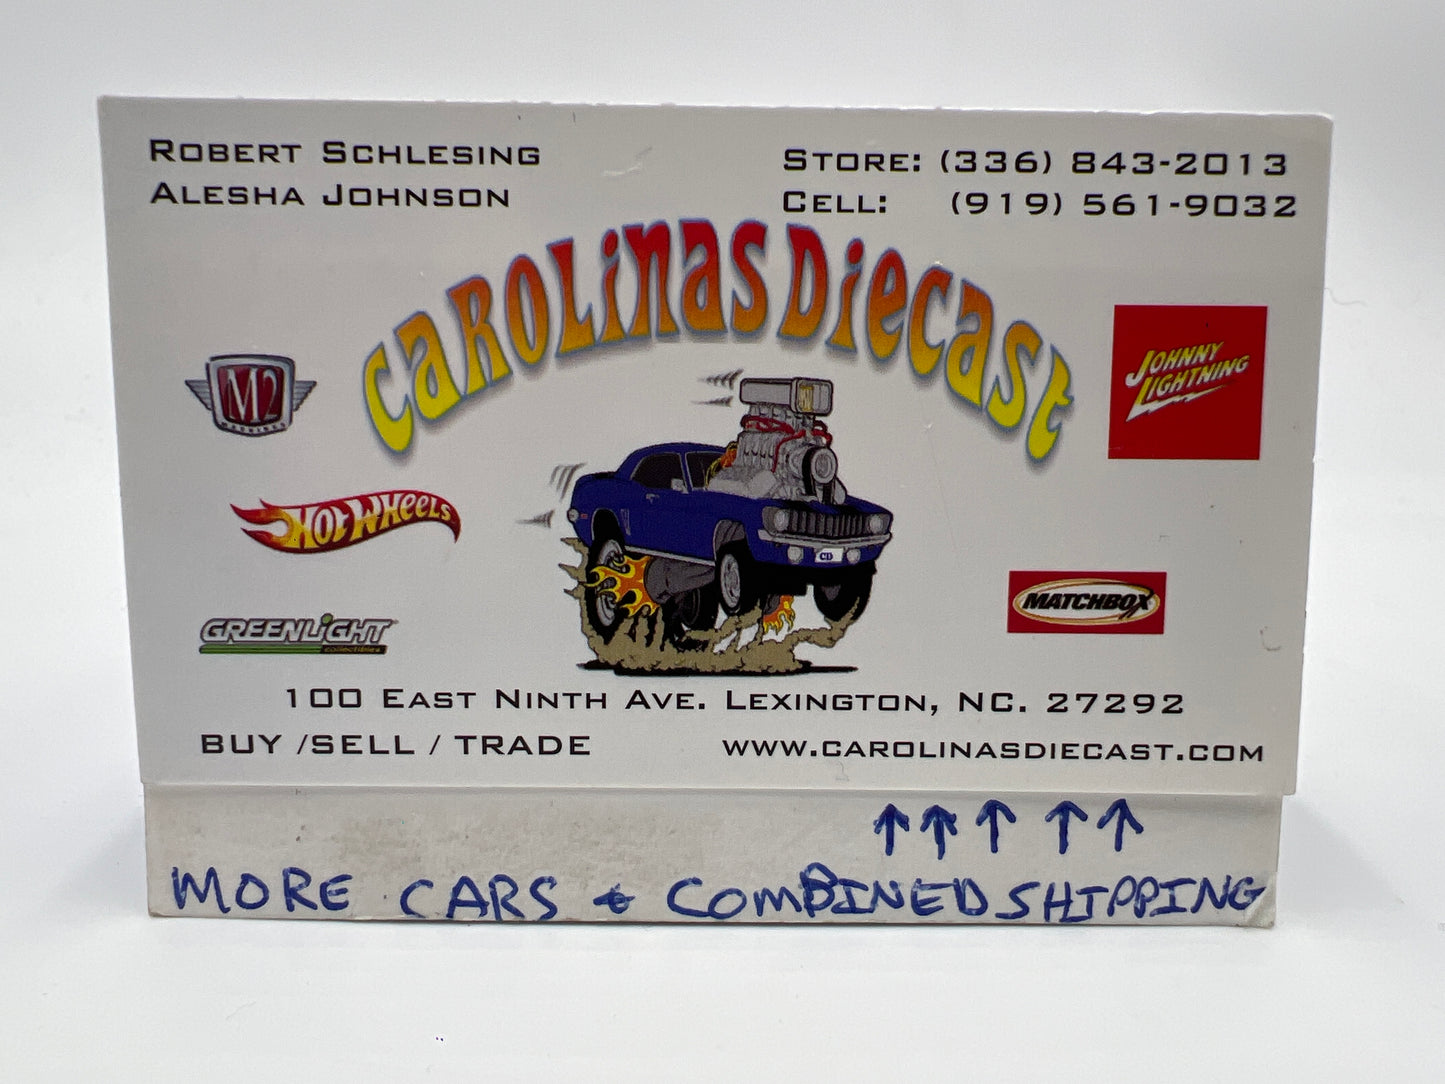 ROBERT SCHLESING
ALESHA JOHNSON
STORE: (336) 843-2013
CELL: (919) 561-9032
CAROLINAS DIECAST
M2
MACHINES
JOHNNY
LIGHTNING
HOT WHEELS
MATCHBOX
GREENLIGHT
collectibles
100 EAST NINTH AVE. LEXINGTON, NC. 27292
BUY /SELL / TRADE
WWW.CAROLINASDIECAST.COM
↑↑↑ ↑↑
MORE CARS & COMBINED SHIPPING